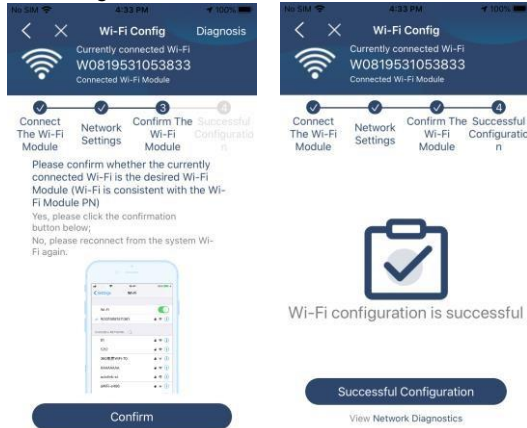 No SIM 4:33 PM 100%
Wi-Fi Config Diagnosis
Currently connected Wi-Fi
W0819531053833
Connected Wi-Fi Module
3 4
Connect The Wi-Fi Module
Network Settings
Confirm The Wi-Fi Module
Successful Configuration
Please confirm whether the currently
connected Wi-Fi is the desired Wi-Fi
Module (Wi-Fi is consistent with the Wi-
Fi Module PN)
Yes, please click the confirmation
button below;
No, please reconnect from the system Wi-
Fi again.
Wi-Fi
Confirm
No SIM 4:33 PM 100%
Wi-Fi Config
Currently connected Wi-Fi
W0819531053833
Connected Wi-Fi Module
4
Connect The Wi-Fi Module
Network Settings
Confirm The Wi-Fi Module
Successful Configuration
Wi-Fi configuration is successful
Successful Configuration
View Network Diagnostics